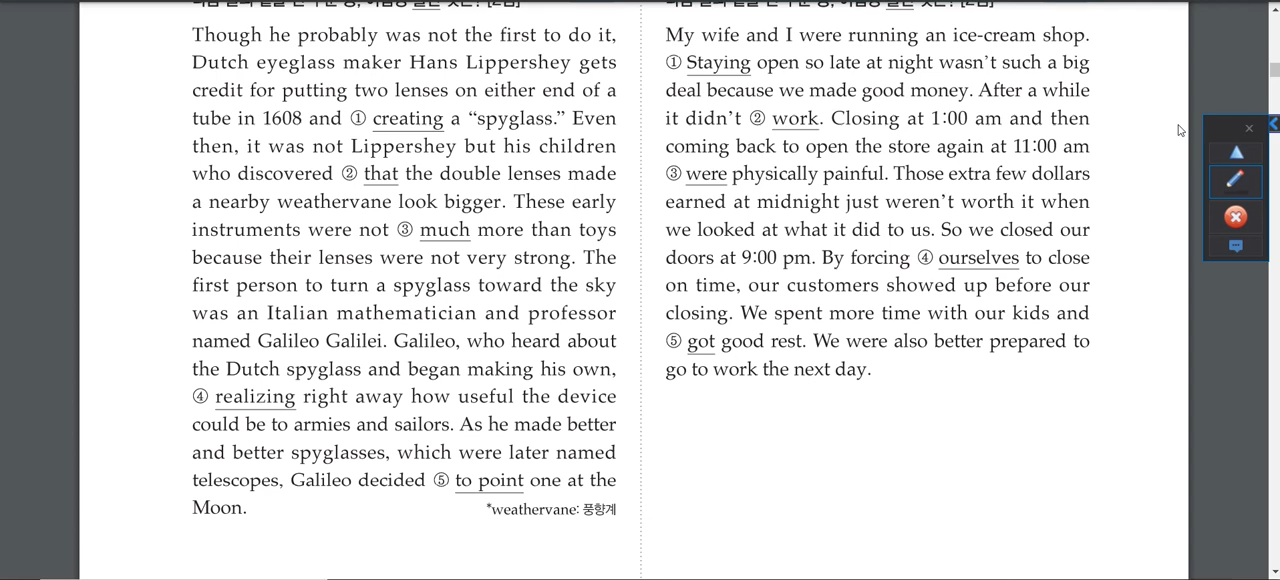 Though he probably was not the first to do it,
Dutch eyeglass maker Hans Lippershey gets
credit for putting two lenses on either end of a
tube in 1608 and ① creating a “spyglass.” Even
then, it was not Lippershey but his children
who discovered ② that the double lenses made
a nearby weathervane look bigger. These early
instruments were not ③ much more than toys
because their lenses were not very strong. The
first person to turn a spyglass toward the sky
was an Italian mathematician and professor
named Galileo Galilei. Galileo, who heard about
the Dutch spyglass and began making his own,
④ realizing right away how useful the device
could be to armies and sailors. As he made better
and better spyglasses, which were later named
telescopes, Galileo decided ⑤ to point one at the
Moon.
*weathervane: 풍향계
My wife and I were running an ice-cream shop.
① Staying open so late at night wasn’t such a big
deal because we made good money. After a while
it didn’t ② work. Closing at 1:00 am and then
coming back to open the store again at 11:00 am
③ were physically painful. Those extra few dollars
earned at midnight just weren’t worth it when
we looked at what it did to us. So we closed our
doors at 9:00 pm. By forcing ④ ourselves to close
on time, our customers showed up before our
closing. We spent more time with our kids and
⑤ got good rest. We were also better prepared to
go to work the next day.